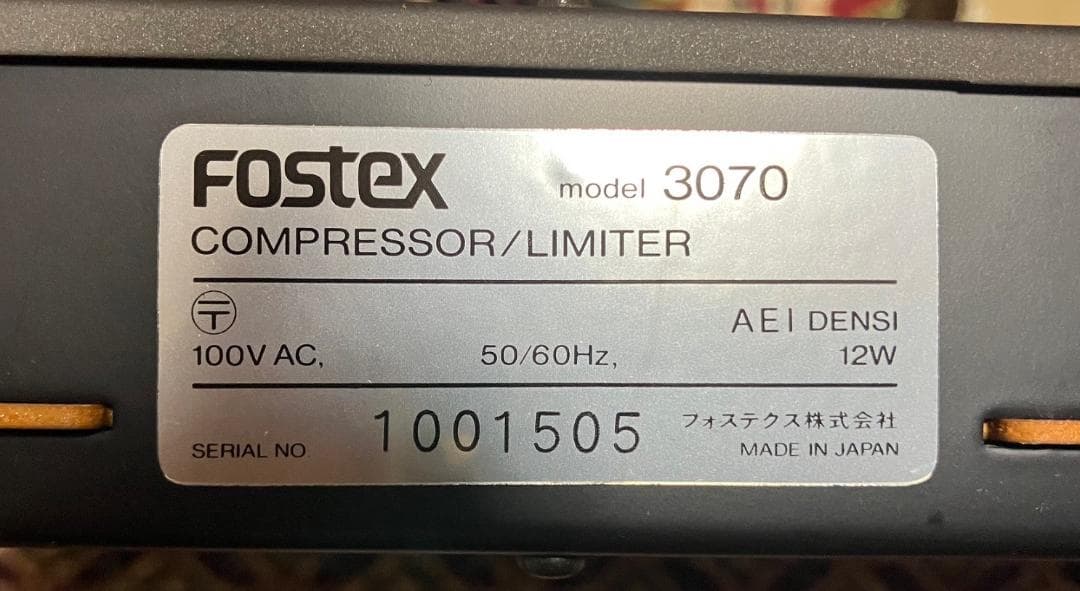 FOSTEX model 3070
COMPRESSOR/LIMITER
〒 AEI DENSI
100V AC, 50/60Hz, 12W
SERIAL NO 1001505 フォステクス株式会社
MADE IN JAPAN